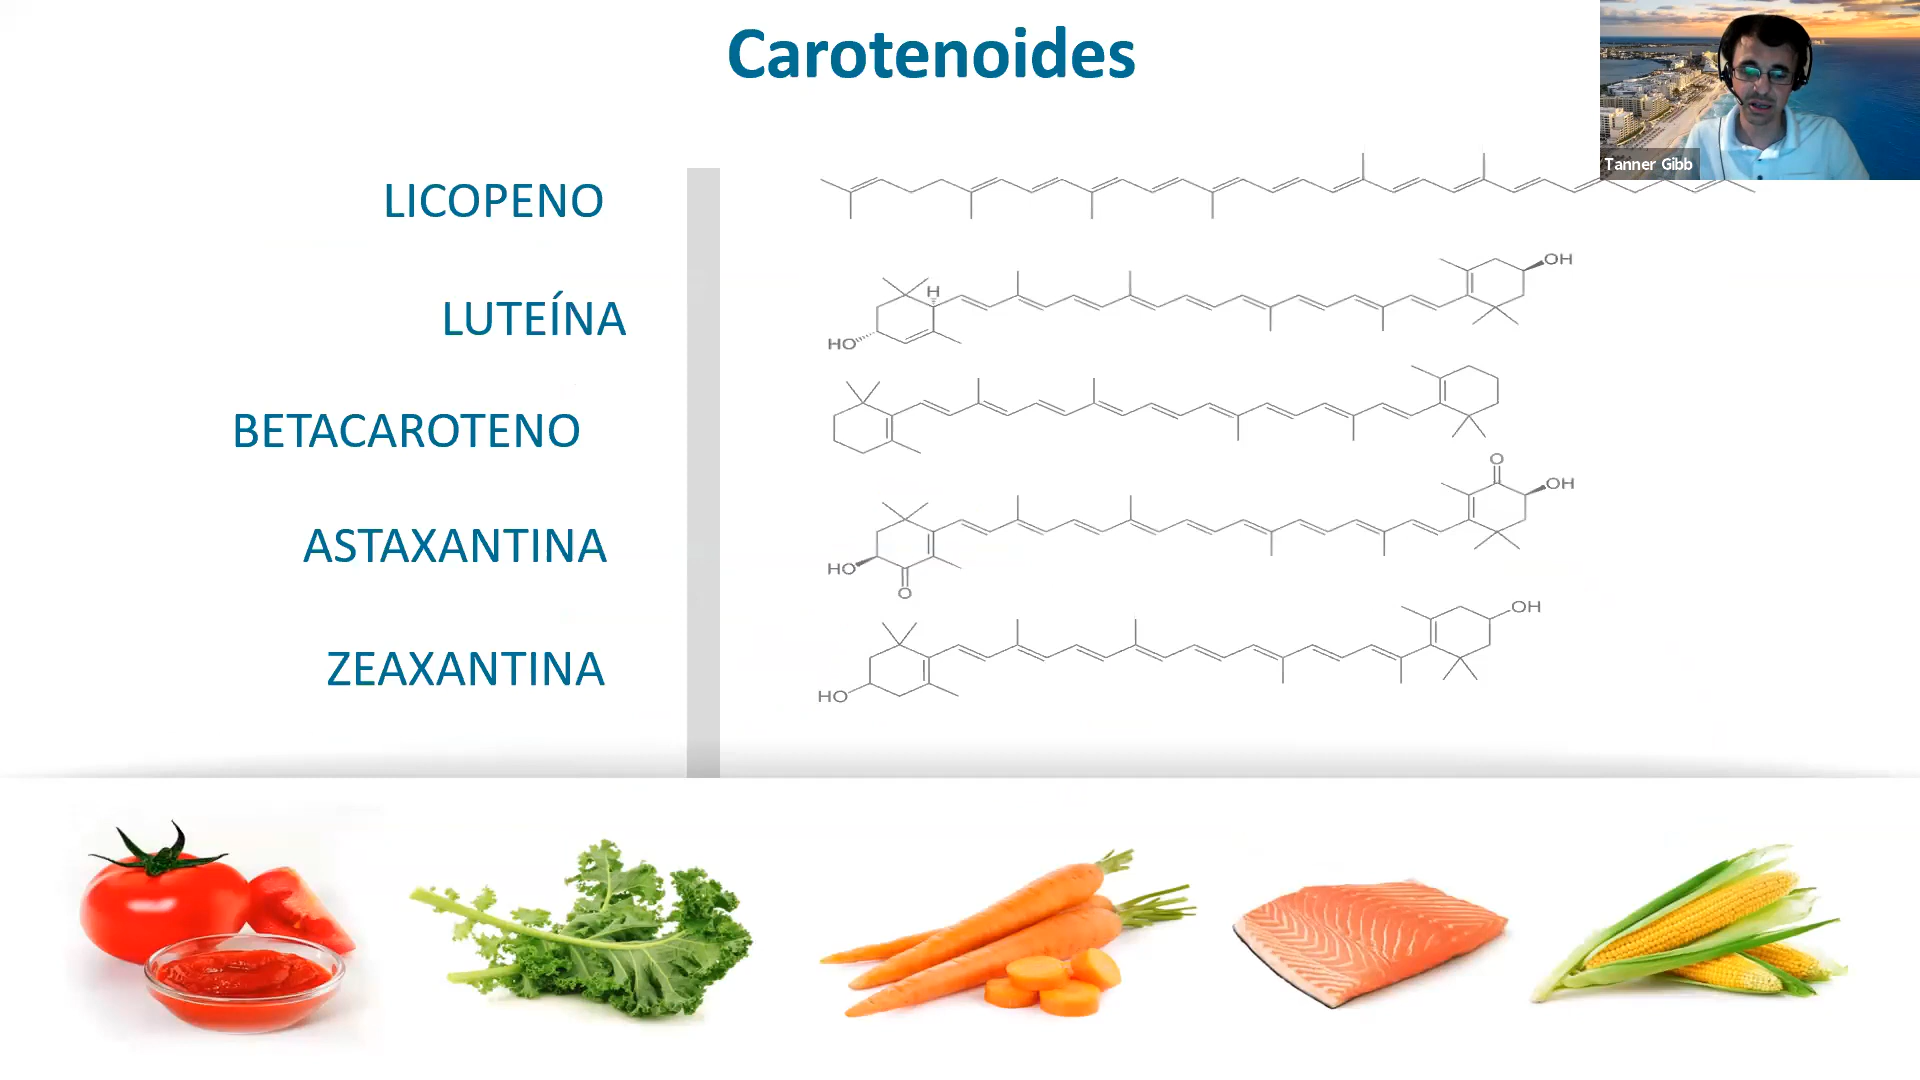 Carotenoides
Tanner Gibb
LICOPENO
LUTEÍNA
BETACAROTENO
ASTAXANTINA
ZEAXANTINA
OH
H
HO
O
OH
HO
O
OH
HO